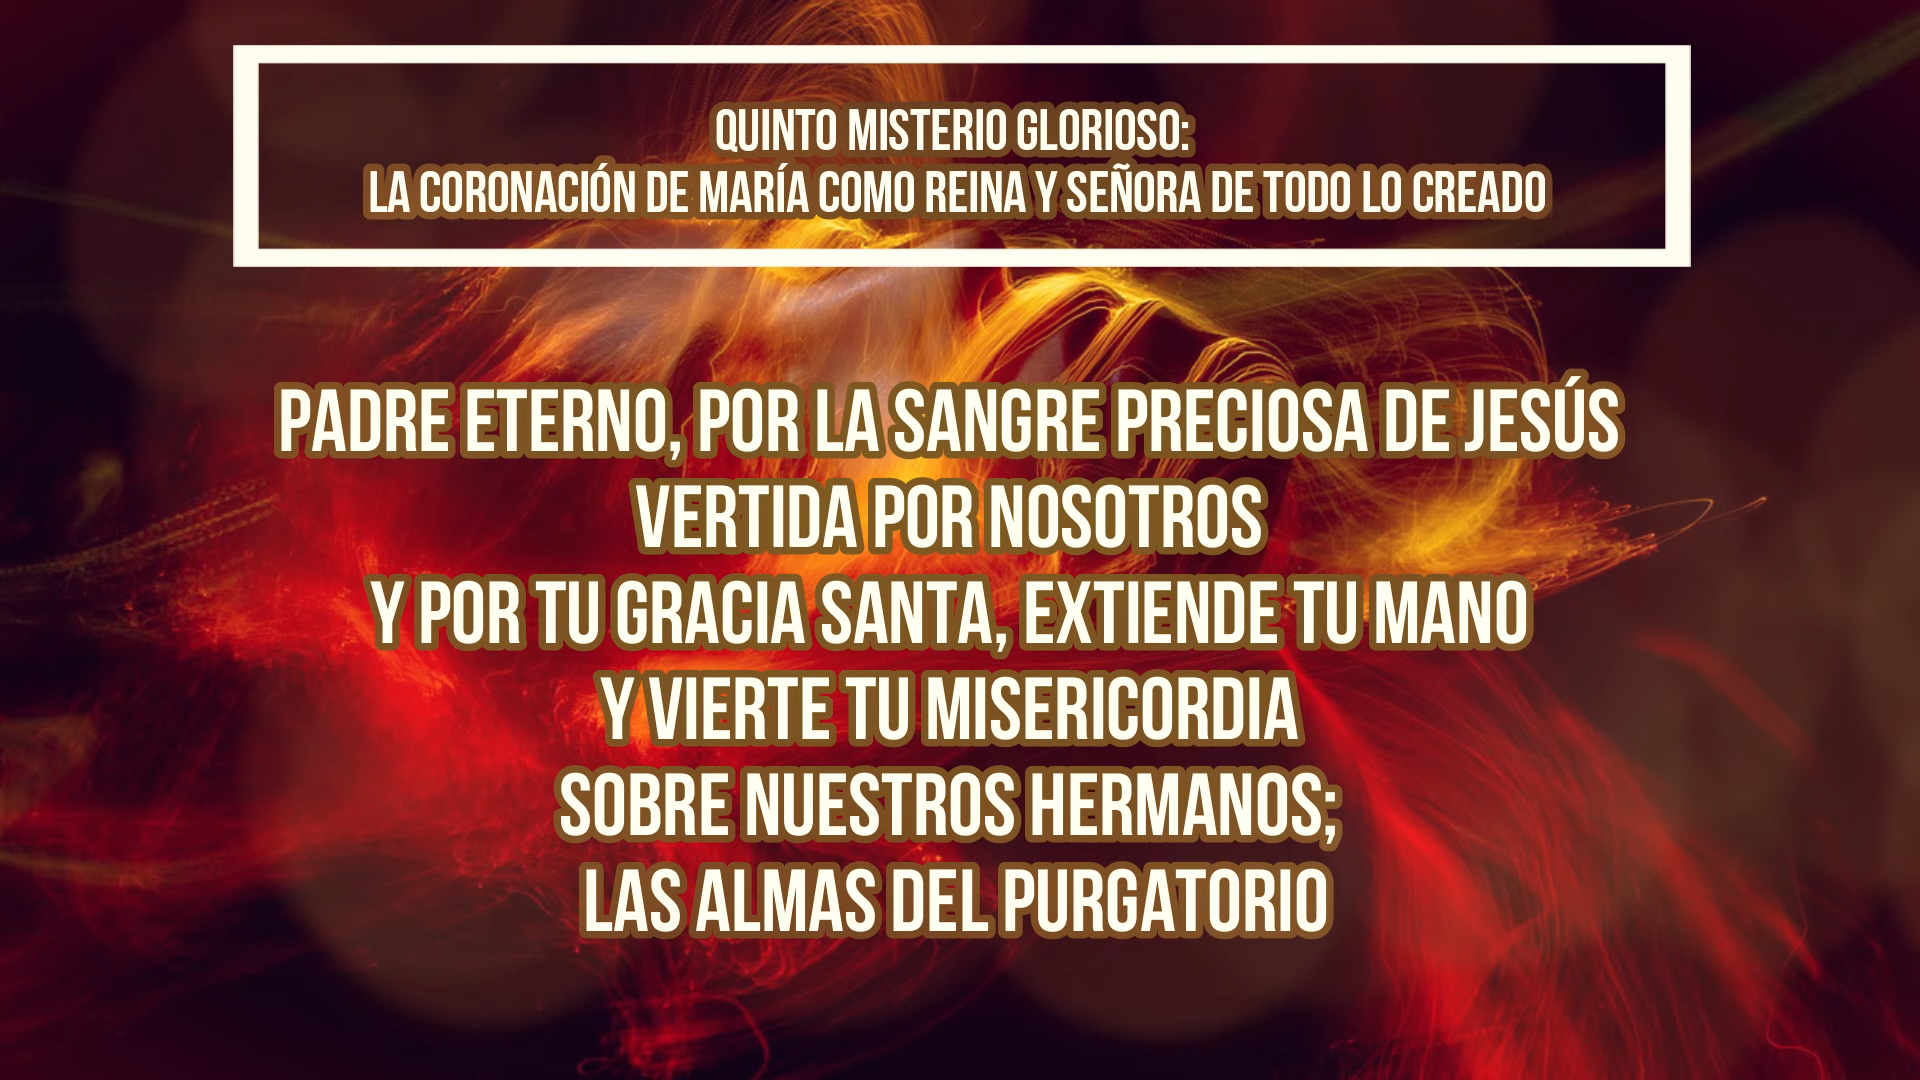 QUINTO MISTERIO GLORIOSO:
LA CORONACIÓN DE MARÍA COMO REINA Y SEÑORA DE TODO LO CREADO
PADRE ETERNO, POR LA SANGRE PRECIOSA DE JESÚS
VERTIDA POR NOSOTROS
Y POR TU GRACIA SANTA, EXTIENDE TU MANO
Y VIERTE TU MISERICORDIA
SOBRE NUESTROS HERMANOS;
LAS ALMAS DEL PURGATORIO